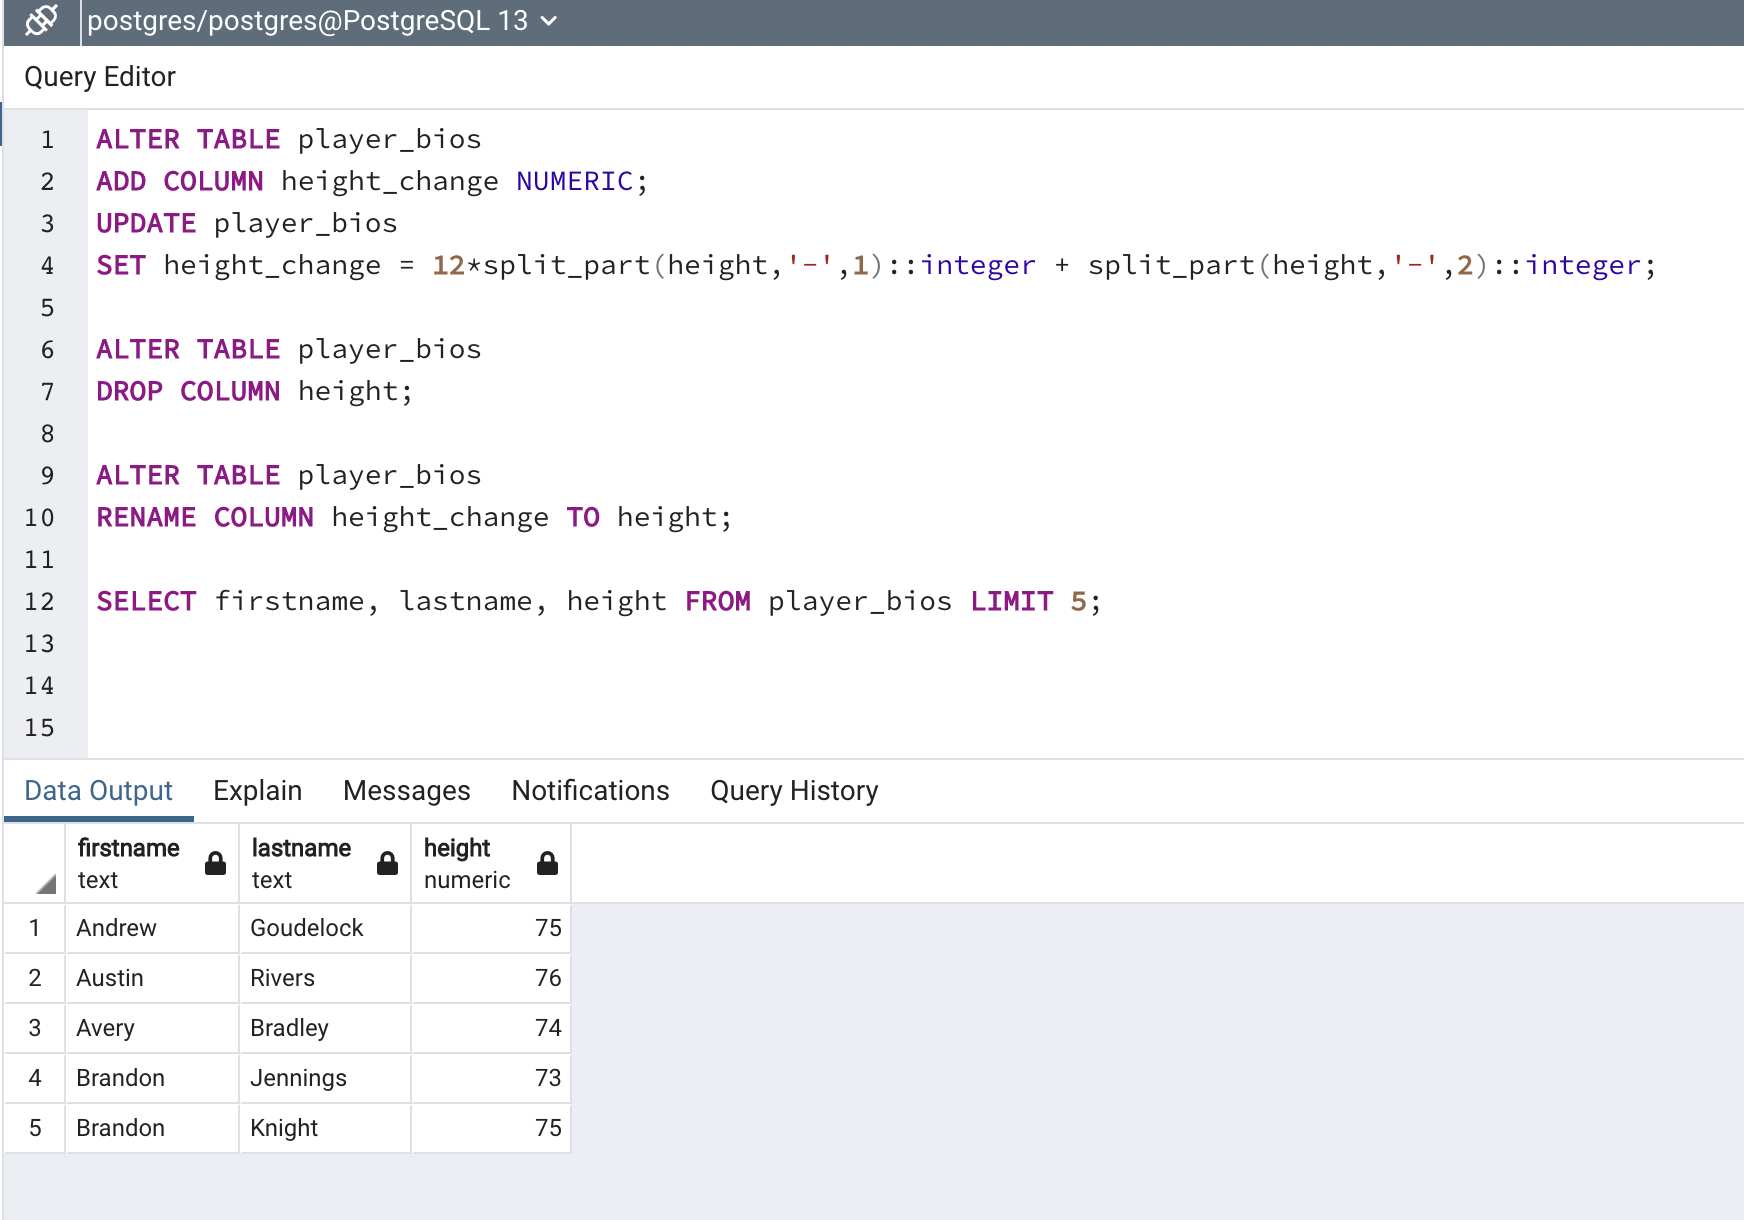 postgres/postgres@PostgreSQL 13
Query Editor
1 ALTER TABLE player_bios
2 ADD COLUMN height_change NUMERIC;
3 UPDATE player_bios
4 SET height_change = 12*split_part(height,'-',1)::integer + split_part(height,'-',2)::integer;
5
6 ALTER TABLE player_bios
7 DROP COLUMN height;
8
9 ALTER TABLE player_bios
10 RENAME COLUMN height_change TO height;
11
12 SELECT firstname, lastname, height FROM player_bios LIMIT 5;
13
14
15
Data Output Explain Messages Notifications Query History
firstname lastname height
text text numeric
1 Andrew Goudelock 75
2 Austin Rivers 76
3 Avery Bradley 74
4 Brandon Jennings 73
5 Brandon Knight 75